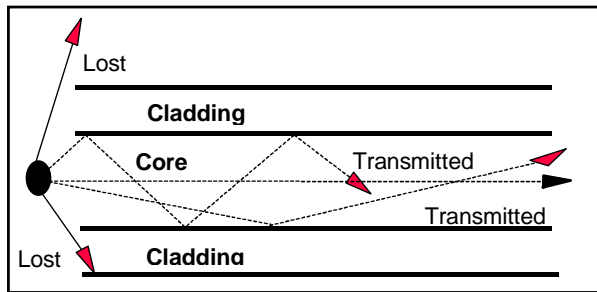 Lost
Cladding
Core
Transmitted
Transmitted
Lost
Cladding